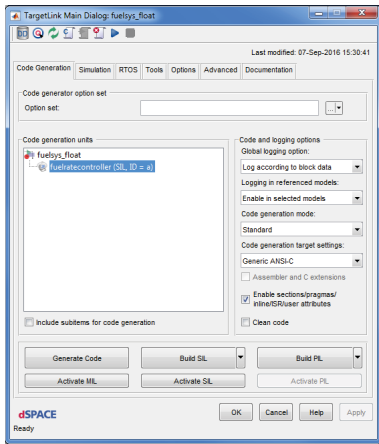 TargetLink Main Dialog: fuelsys_float
Last modified: 07-Sep-2016 15:30:41
Code Generation Simulation RTOS Tools Options Advanced Documentation
Code generator option set
Option set:
...
Code generation units
fuelsys_float
fuelratecontroller (SIL, ID = a)
Include subitems for code generation
Code and logging options
Global logging option:
Log according to block data
Logging in referenced models:
Enable in selected models
Code generation mode:
Standard
Code generation target settings:
Generic ANSI-C
Assembler and C extensions
Enable sections/pragmas/
inline/ISR/user attributes
Clean code
Generate Code Build SIL Build PIL
Activate MIL Activate SIL Activate PIL
dSPACE
OK Cancel Help Apply
Ready